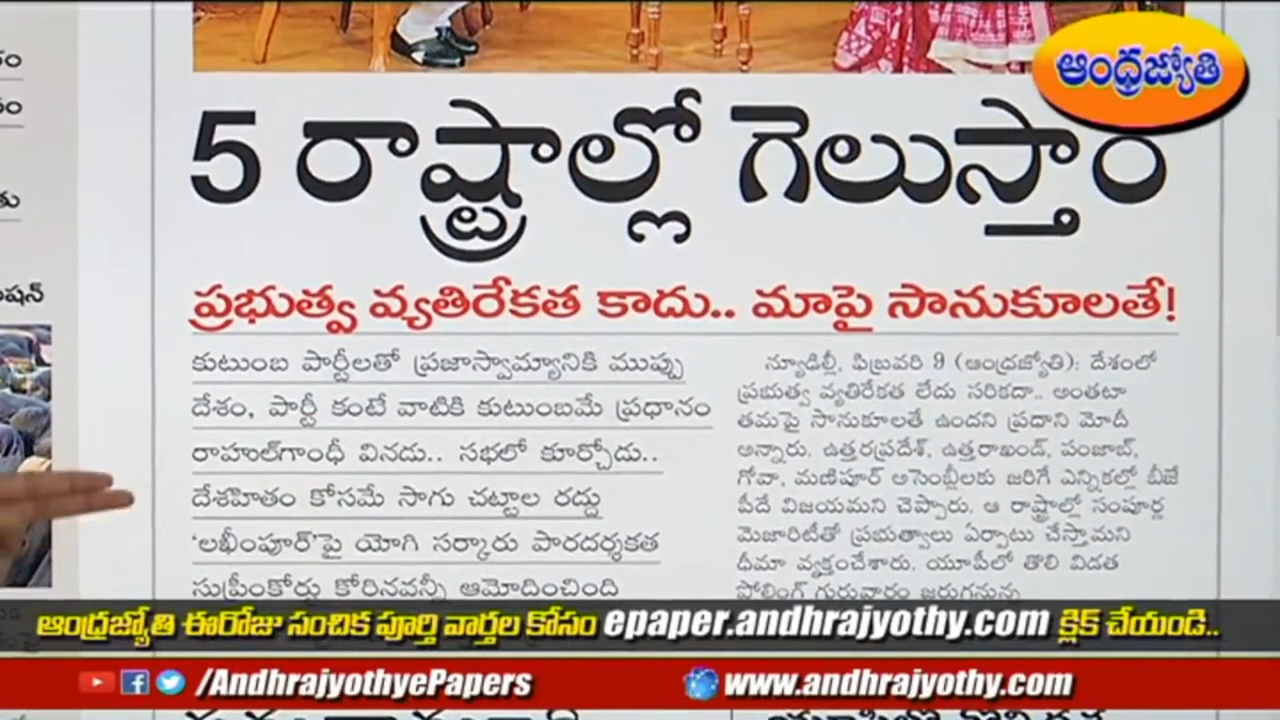 ఆంధ్రజ్యోతి
5 రాష్ట్రాల్లో గెలుస్తాం
ప్రభుత్వ వ్యతిరేకత కాదు.. మాపై సానుకూలతే!
కుటుంబ పార్టీలతో ప్రజాస్వామ్యానికి ముప్పు
దేశం, పార్టీ కంటే వాటికి కుటుంబమే ప్రధానం
రాహుల్‌గాంధీ వినడు.. సభలో కూర్చోడు..
దేశహితం కోసమే సాగు చట్టాల రద్దు
‘లఖీంపూర్’పై యోగి సర్కారు పారదర్శకత
సుప్రీంకోర్టు కోరినవన్నీ ఆమోదించింది
న్యూఢిల్లీ, ఫిబ్రవరి 9 (ఆంధ్రజ్యోతి): దేశంలో
ప్రభుత్వ వ్యతిరేకత లేదు సరికదా.. అంతటా
తమపై సానుకూలతే ఉందని ప్రధాని మోదీ
అన్నారు. ఉత్తరప్రదేశ్, ఉత్తరాఖండ్, పంజాబ్,
గోవా, మణిపూర్ అసెంబ్లీలకు జరిగే ఎన్నికల్లో బీజే
పీదే విజయమని చెప్పారు. ఆ రాష్ట్రాల్లో సంపూర్ణ
మెజారిటీతో ప్రభుత్వాలు ఏర్పాటు చేస్తామని
ధీమా వ్యక్తంచేశారు. యూపీలో తొలి విడత
పోలింగ్ గురువారం జరుగనున్న
ఆంధ్రజ్యోతి ఈరోజు సంచిక పూర్తి వార్తల కోసం epaper.andhrajyothy.com క్లిక్ చేయండి..
/AndhrajyothyePapers
www.andhrajyothy.com